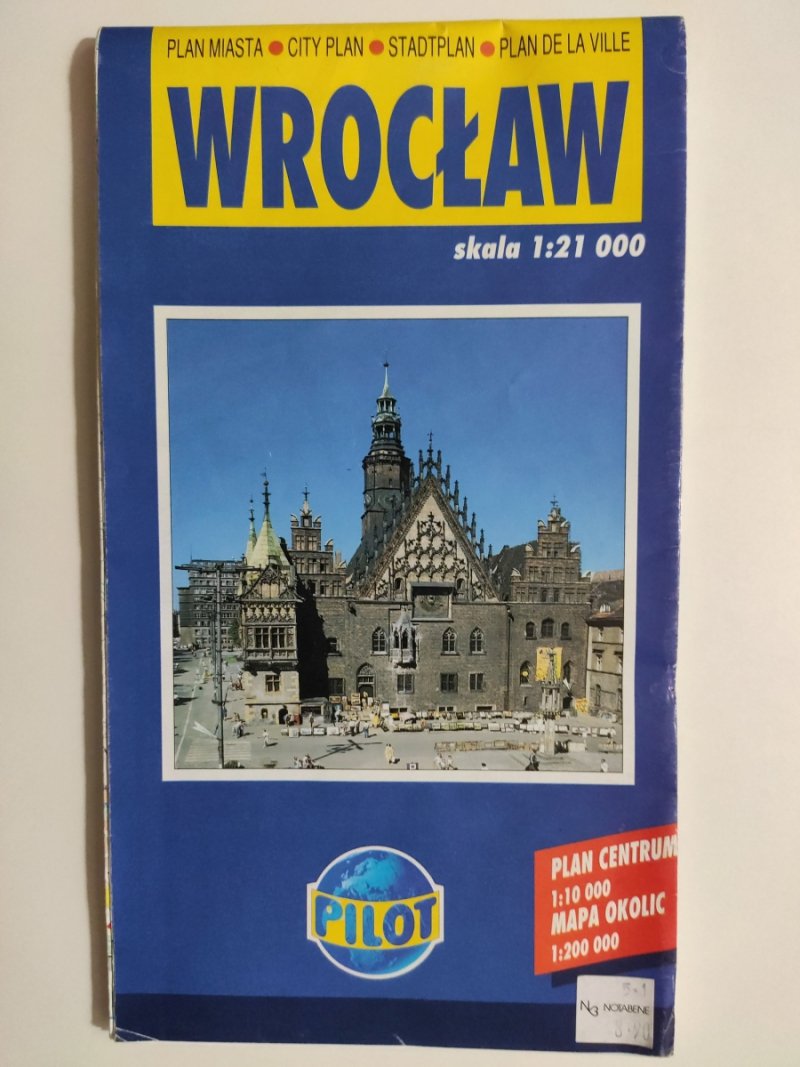 PLAN MIASTA ● CITY PLAN ● STADTPLAN ● PLAN DE LA VILLE
WROCŁAW
skala 1:21 000
PILOT
PLAN CENTRUM
1:10 000
MAPA OKOLIC
1:200 000
NOTABENE